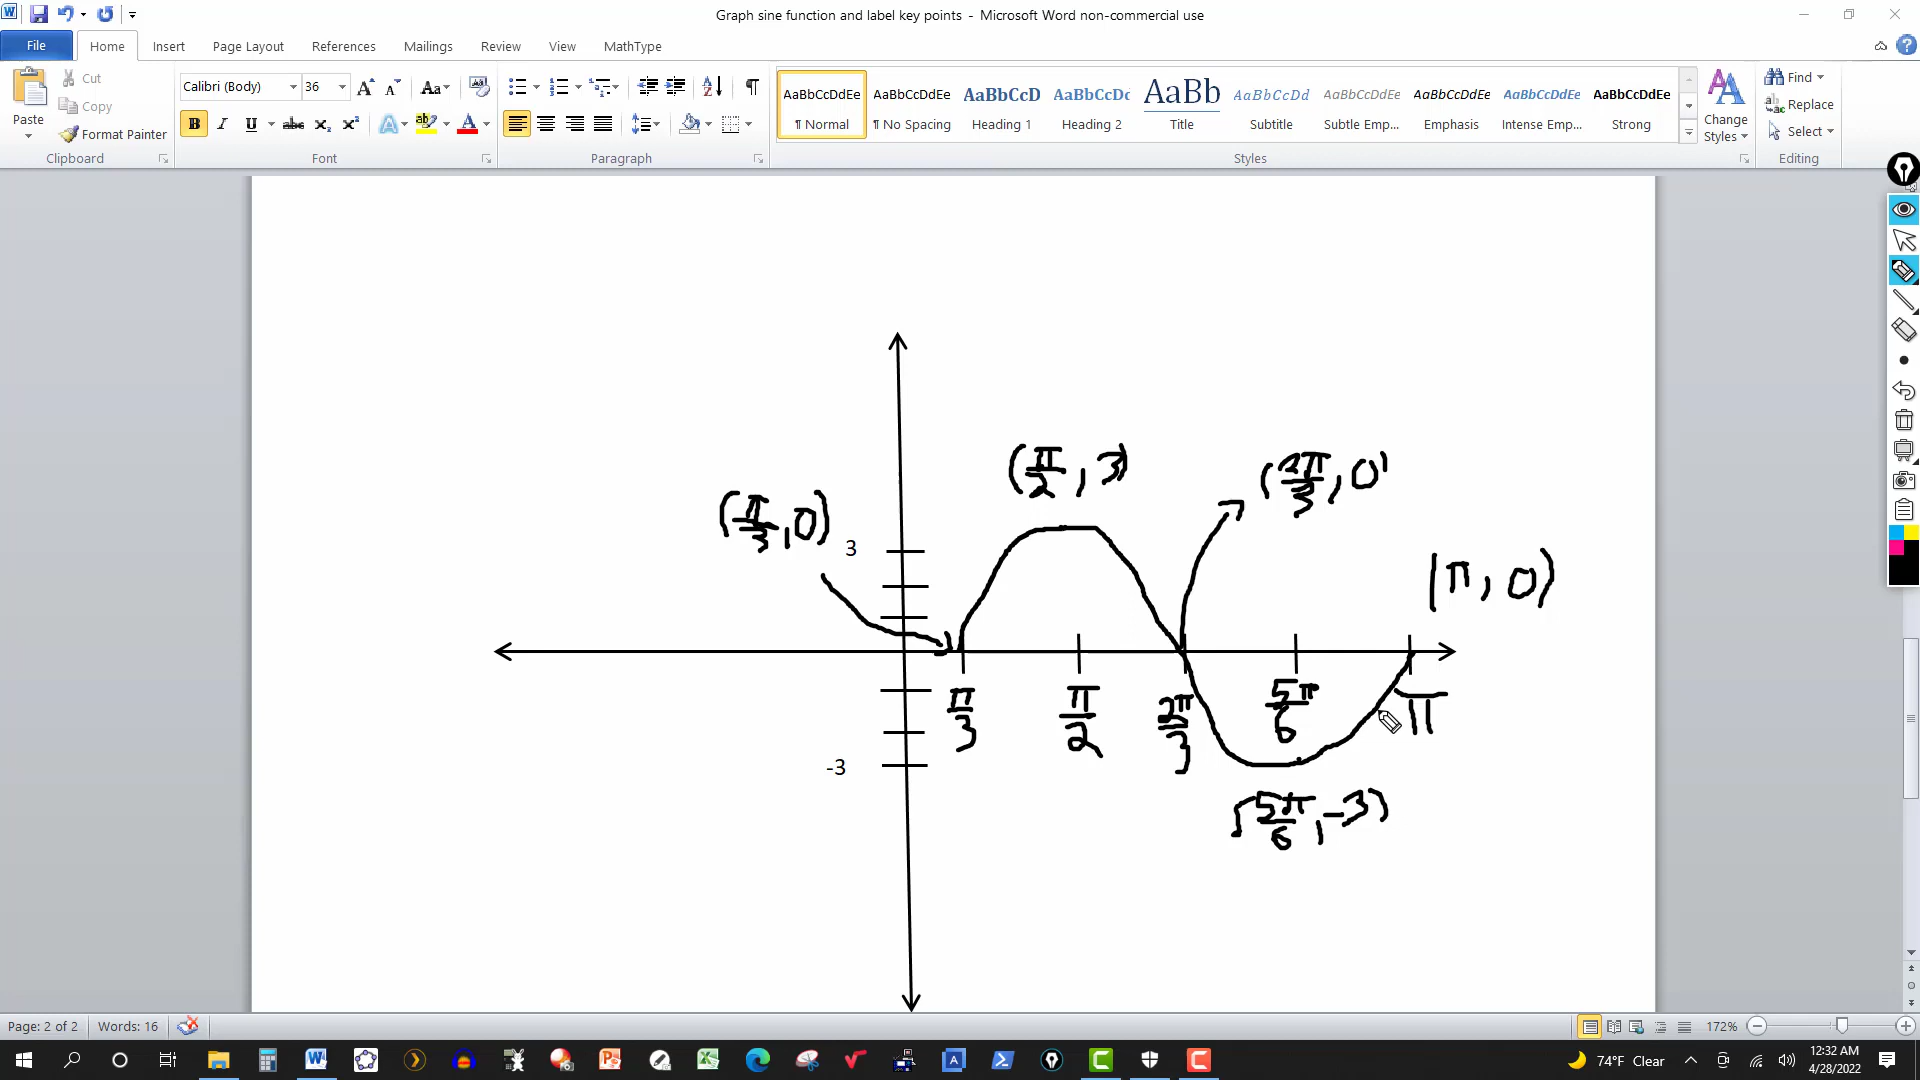 Graph sine function and label key points - Microsoft Word non-commercial use
File Home Insert Page Layout References Mailings Review View MathType
Paste Cut Copy Format Painter
Calibri (Body) 36
B I U abc x₂ x² A A Aa
AaBbCcDdEe AaBbCcDdEe AaBbCcD AaBbCcDc AaBb AaBbCcDd AaBbCcDdEe AaBbCcDdEe AaBbCcDdEe AaBbCcDdEe
¶ Normal ¶ No Spacing Heading 1 Heading 2 Title Subtitle Subtle Emp... Emphasis Intense Emp... Strong
Change Styles
Find Replace Select
Clipboard Font Paragraph Styles Editing
(π/2, 3)
(2π/3, 0)
(π/3, 0)
3
(π, 0)
π/3 π/2 2π/3 5π/6 π
-3
(5π/6, -3)
Page: 2 of 2 Words: 16 172%
74°F Clear
12:32 AM
4/28/2022